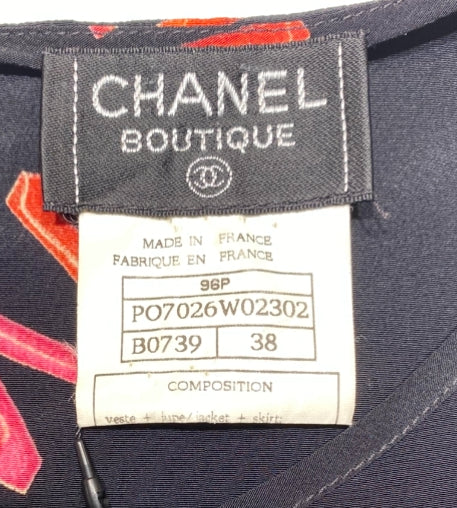 CHANEL
BOUTIQUE
MADE IN FRANCE
FABRIQUE EN FRANCE
96P
PO7026W02302
B0739 38
COMPOSITION
veste + jupe/jacket + skirt: